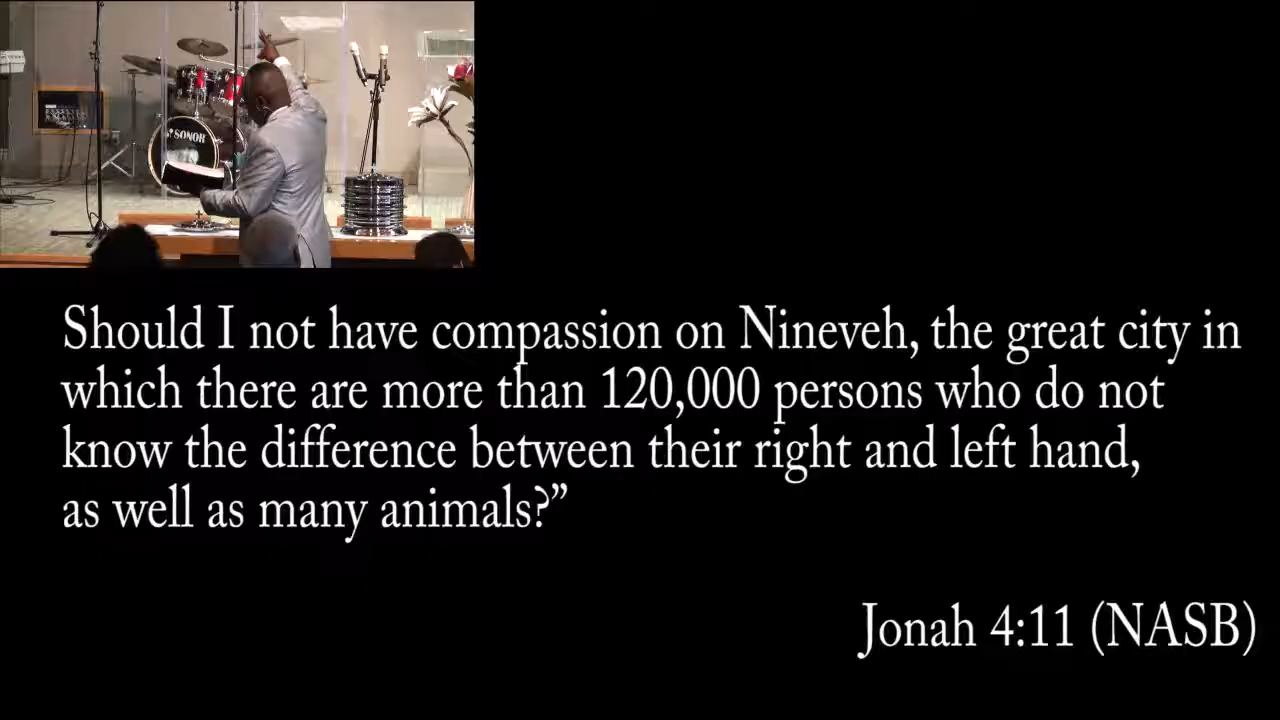 SONOR
Should I not have compassion on Nineveh, the great city in
which there are more than 120,000 persons who do not
know the difference between their right and left hand,
as well as many animals?”
Jonah 4:11 (NASB)